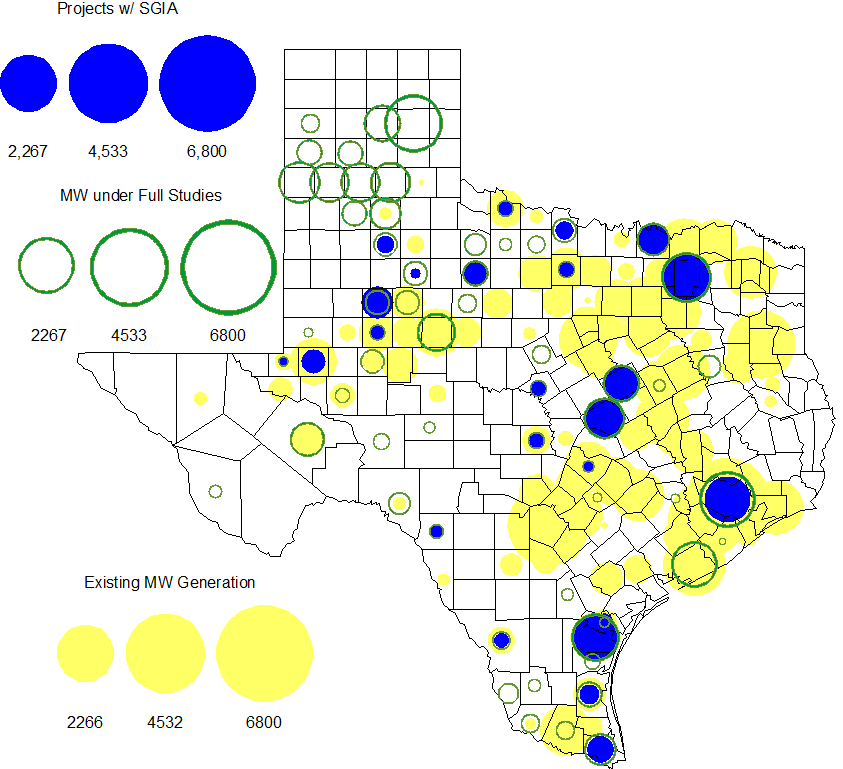 Projects w/ SGIA
2,267 4,533 6,800
MW under Full Studies
2267 4533 6800
Existing MW Generation
2266 4532 6800